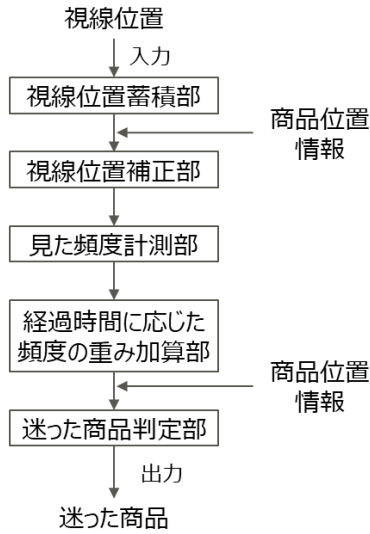 視線位置
入力
視線位置蓄積部
商品位置
情報
視線位置補正部
見た頻度計測部
経過時間に応じた
頻度の重み加算部
商品位置
情報
迷った商品判定部
出力
迷った商品